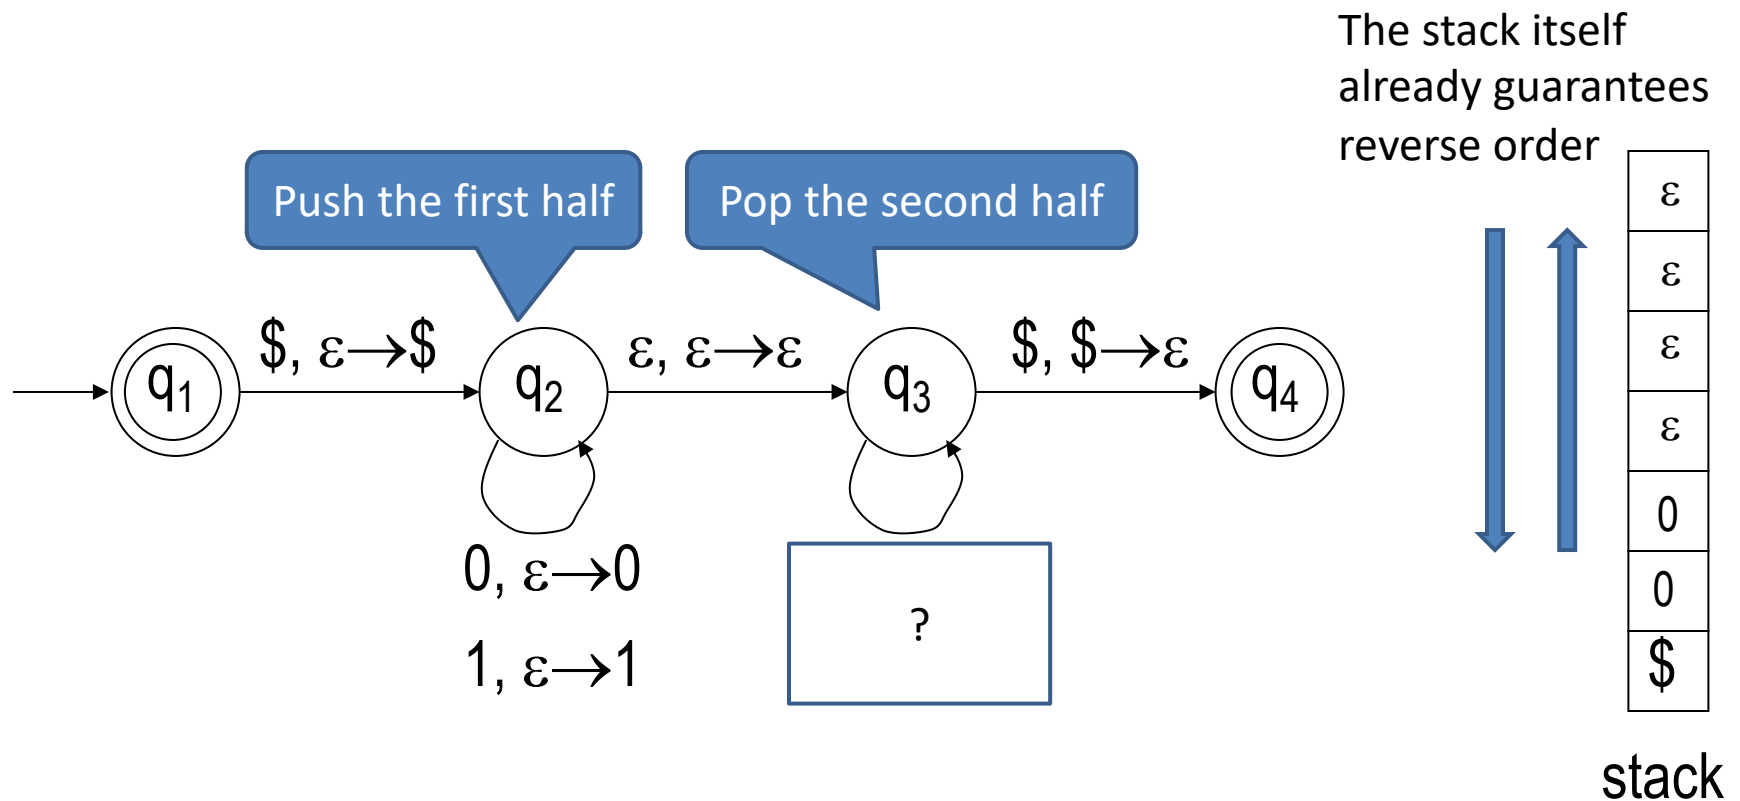 The stack itself
already guarantees
reverse order
Push the first half
Pop the second half
$, ε→$
ε, ε→ε
$, $→ε
q₁
q₂
q₃
q₄
0, ε→0
1, ε→1
?
ε
ε
ε
ε
0
0
$
stack